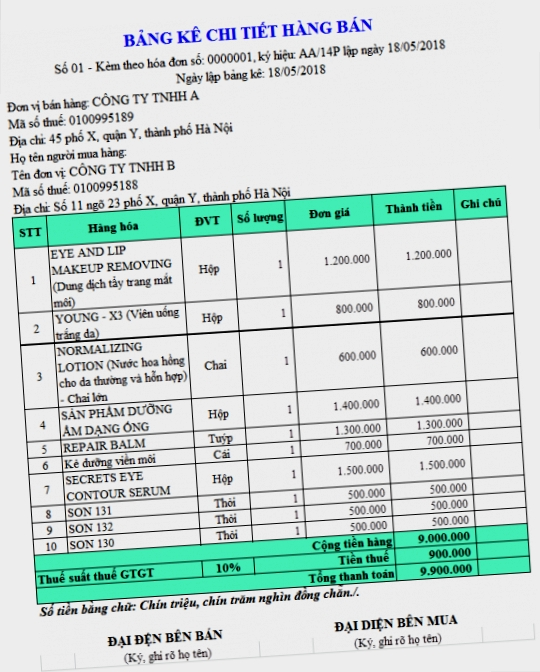 BẢNG KÊ CHI TIẾT HÀNG BÁN
Số 01 - Kèm theo hóa đơn số: 0000001, ký hiệu: AA/14P lập ngày 18/05/2018
Ngày lập bảng kê: 18/05/2018
Đơn vị bán hàng: CÔNG TY TNHH A
Mã số thuế: 0100995189
Địa chỉ: 45 phố X, quận Y, thành phố Hà Nội
Họ tên người mua hàng:
Tên đơn vị: CÔNG TY TNHH B
Mã số thuế: 0100995188
Địa chỉ: Số 11 ngõ 23 phố X, quận Y, thành phố Hà Nội
STT Hàng hóa ĐVT Số lượng Đơn giá Thành tiền Ghi chú
EYE AND LIP
MAKEUP REMOVING
1 (Dung dịch tẩy trang mắt Hộp 1 1.200.000 1.200.000
môi)
2 YOUNG - X3 (Viên uống Hộp 1 800.000 800.000
trắng da)
NORMALIZING
LOTION (Nước hoa hồng
3 cho da thường và hỗn hợp) Chai 1 600.000 600.000
- Chai lớn
4 SẢN PHẨM DƯỠNG Hộp 1 1.400.000 1.400.000
ẨM DẠNG ỐNG
5 REPAIR BALM Tuýp 1 1.300.000 1.300.000
6 Kẻ dưỡng viền môi Cái 1 700.000 700.000
7 SECRETS EYE Hộp 1 1.500.000 1.500.000
CONTOUR SERUM
8 SON 131 Thỏi 1 500.000 500.000
9 SON 132 Thỏi 1 500.000 500.000
10 SON 130 Thỏi 1 500.000 500.000
Cộng tiền hàng 9.000.000
Thuế suất thuế GTGT 10% Tiền thuế 900.000
Tổng thanh toán 9.900.000
Số tiền bằng chữ: Chín triệu, chín trăm nghìn đồng chẵn./.
ĐẠI ĐỆN BÊN BÁN ĐẠI DIỆN BÊN MUA
(Ký, ghi rõ họ tên) (Ký, ghi rõ họ tên)